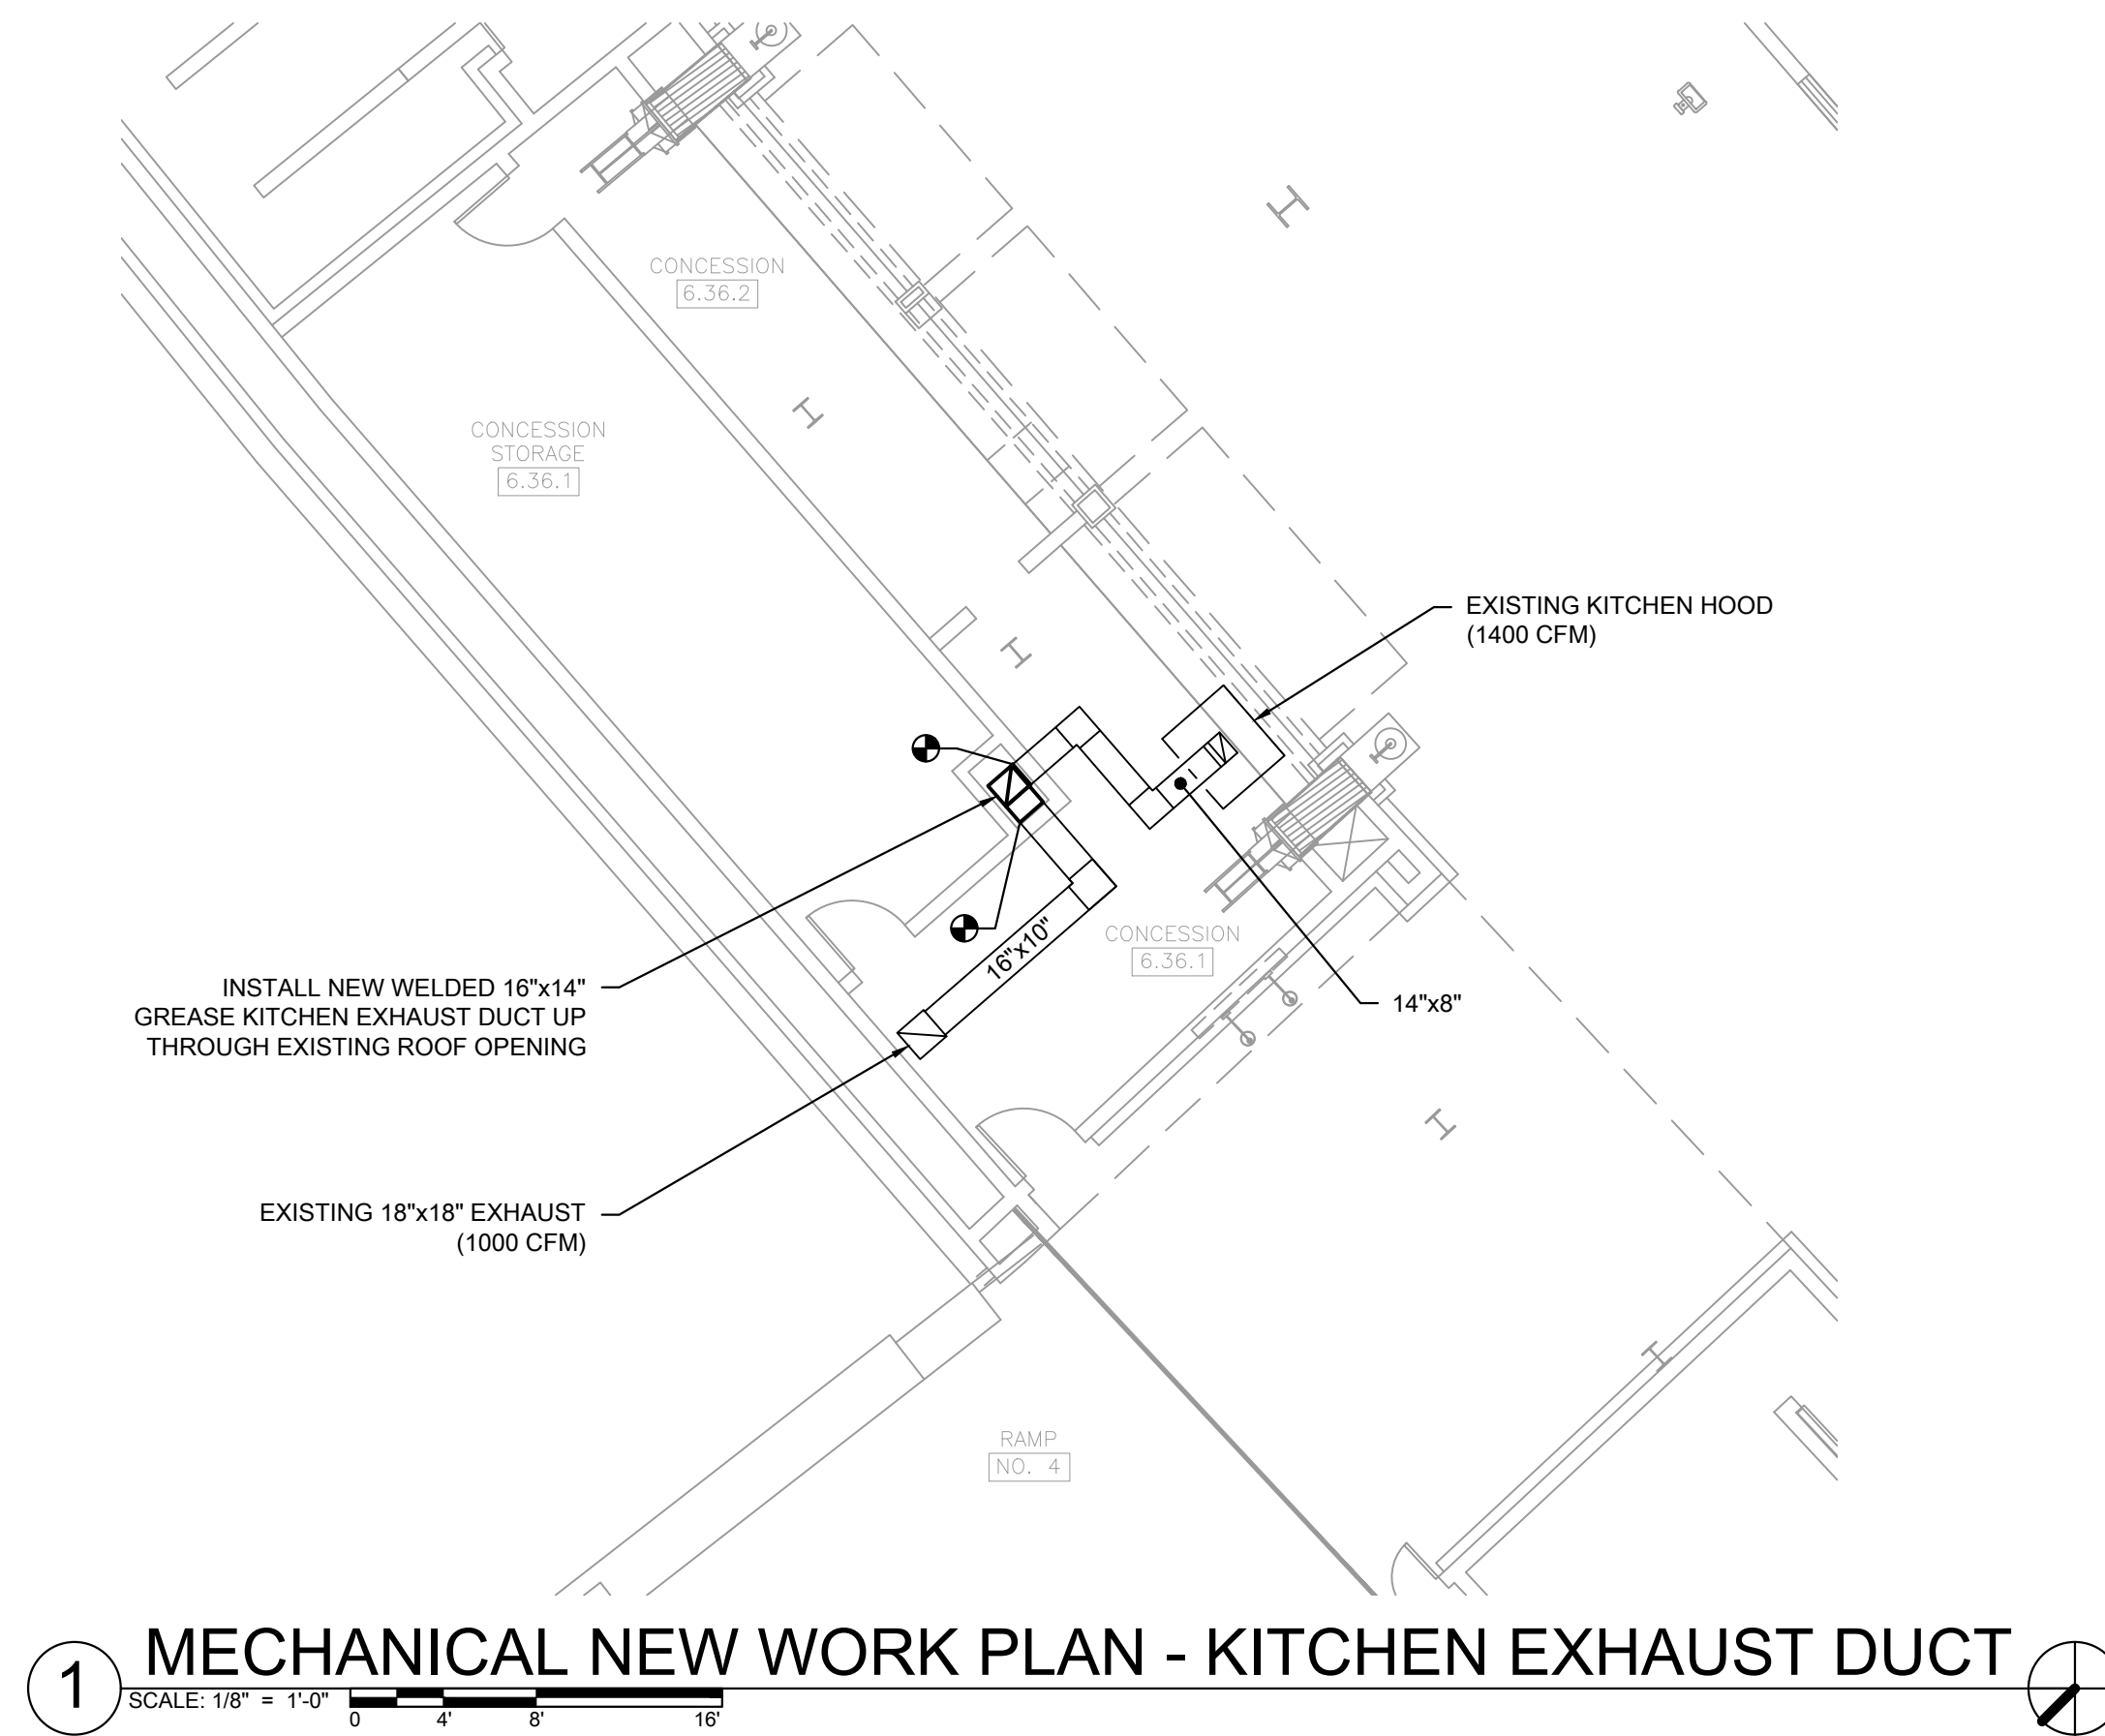 CONCESSION
6.36.2
CONCESSION
STORAGE
6.36.1
EXISTING KITCHEN HOOD
(1400 CFM)
16"x10"
CONCESSION
6.36.1
INSTALL NEW WELDED 16"x14"
GREASE KITCHEN EXHAUST DUCT UP
THROUGH EXISTING ROOF OPENING
14"x8"
EXISTING 18"x18" EXHAUST
(1000 CFM)
RAMP
NO. 4
1
MECHANICAL NEW WORK PLAN - KITCHEN EXHAUST DUCT
SCALE: 1/8" = 1'-0"
0 4' 8' 16'